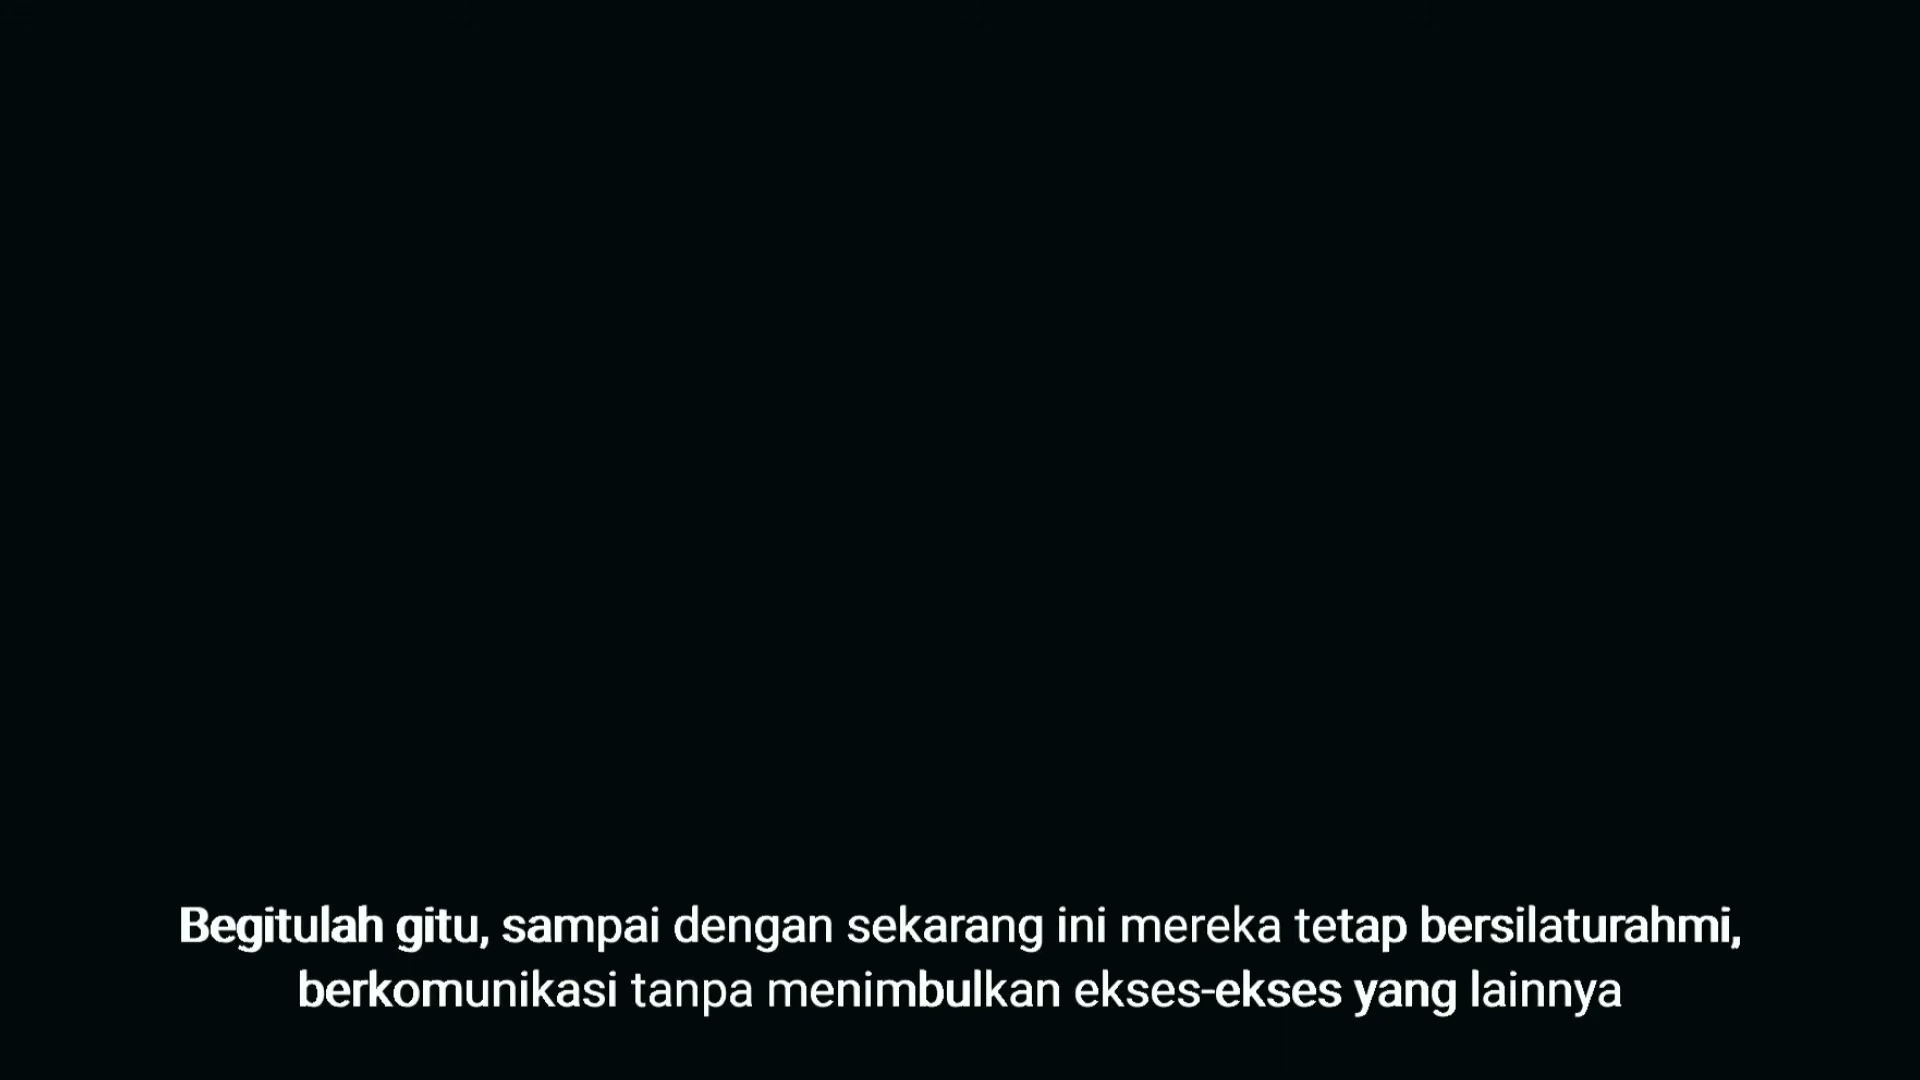 Begitulah gitu, sampai dengan sekarang ini mereka tetap bersilaturahmi,
berkomunikasi tanpa menimbulkan ekses-ekses yang lainnya